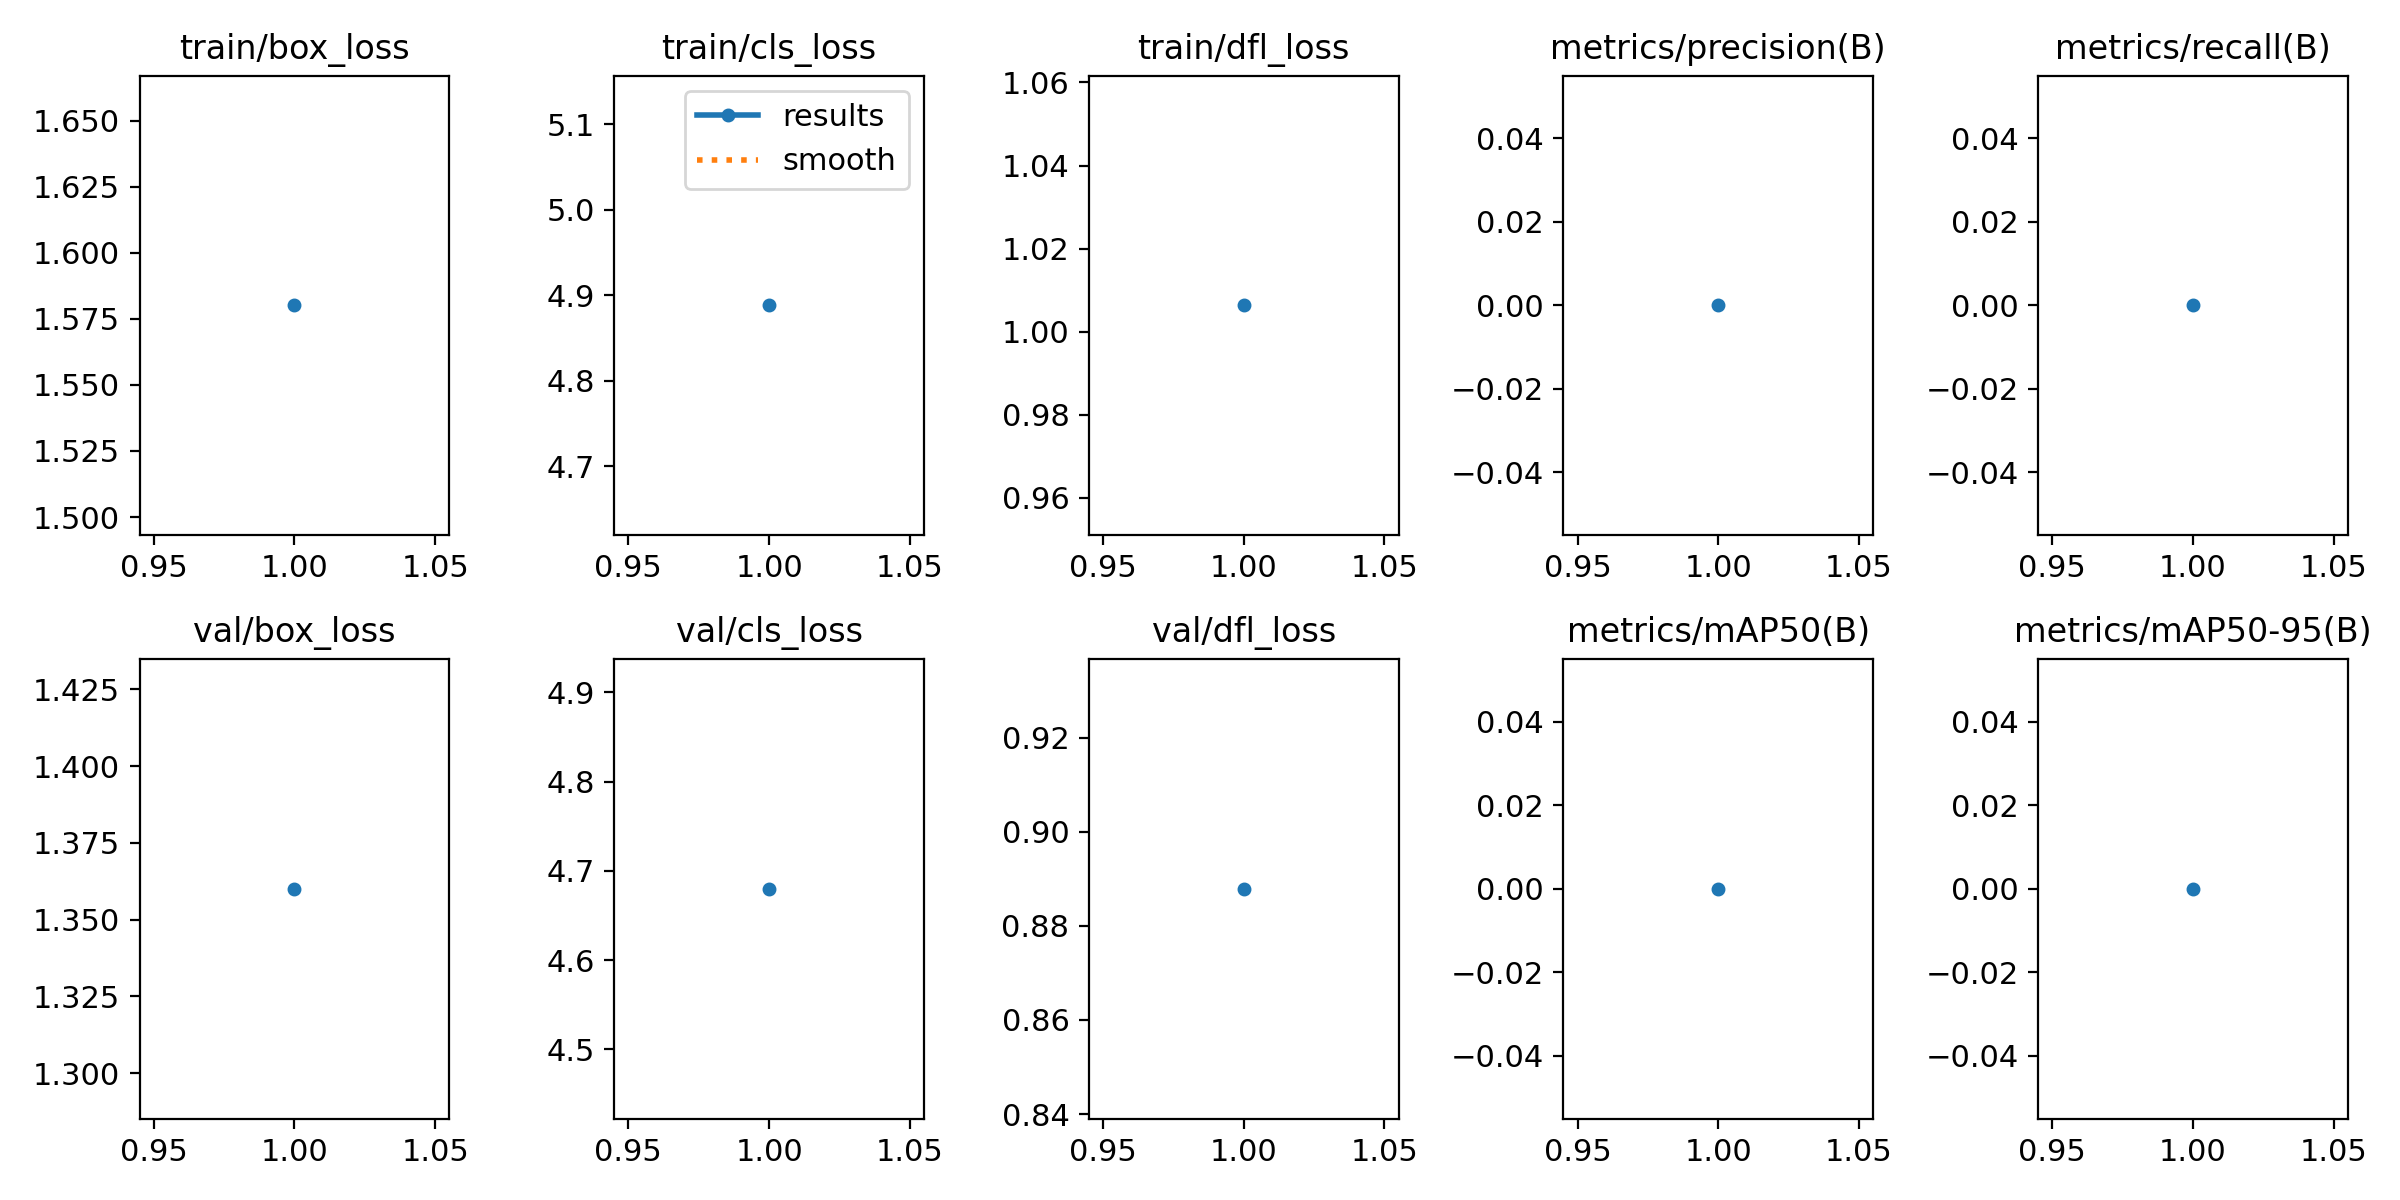 train/box_loss
1.650
1.625
1.600
1.575
1.550
1.525
1.500
0.95 1.00 1.05
train/cls_loss
results
smooth
5.1
5.0
4.9
4.8
4.7
0.95 1.00 1.05
train/dfl_loss
1.06
1.04
1.02
1.00
0.98
0.96
0.95 1.00 1.05
metrics/precision(B)
0.04
0.02
0.00
−0.02
−0.04
0.95 1.00 1.05
metrics/recall(B)
0.04
0.02
0.00
−0.02
−0.04
0.95 1.00 1.05
val/box_loss
1.425
1.400
1.375
1.350
1.325
1.300
0.95 1.00 1.05
val/cls_loss
4.9
4.8
4.7
4.6
4.5
0.95 1.00 1.05
val/dfl_loss
0.92
0.90
0.88
0.86
0.84
0.95 1.00 1.05
metrics/mAP50(B)
0.04
0.02
0.00
−0.02
−0.04
0.95 1.00 1.05
metrics/mAP50-95(B)
0.04
0.02
0.00
−0.02
−0.04
0.95 1.00 1.05